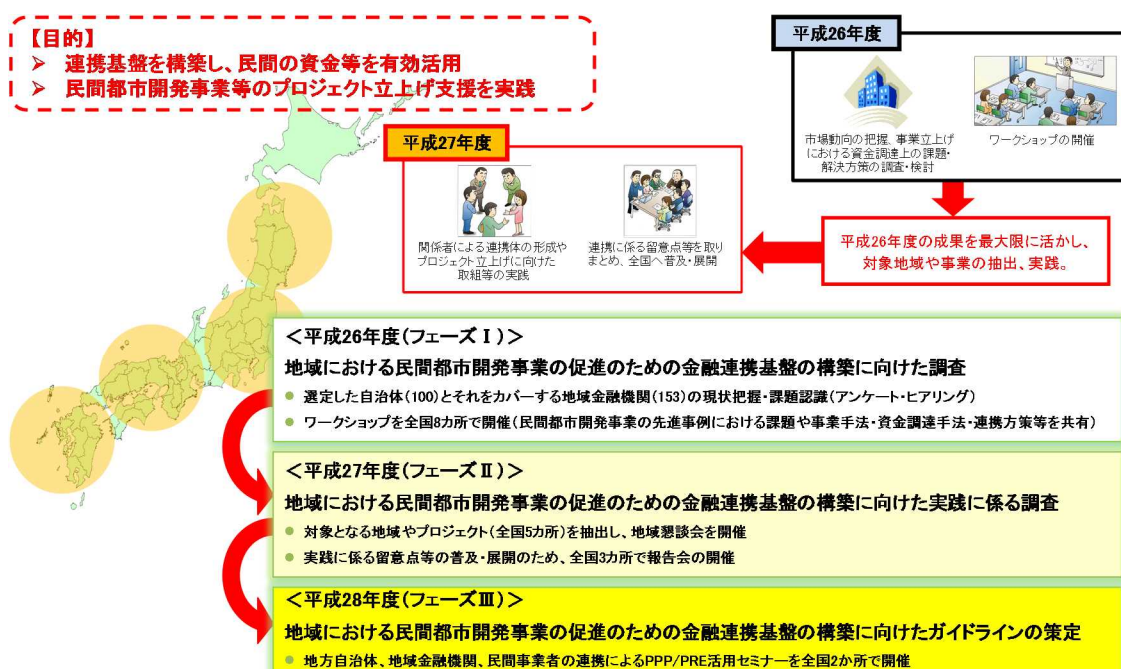 【目的】
➢ 連携基盤を構築し、民間の資金等を有効活用
➢ 民間都市開発事業等のプロジェクト立上げ支援を実践
平成26年度
市場動向の把握、事業立上げ
における資金調達上の課題・
解決方策の調査・検討
ワークショップの開催
平成27年度
関係者による連携体の形成や
プロジェクト立上げに向けた
取組等の実践
連携に係る留意点等を取り
まとめ、全国へ普及・展開
平成26年度の成果を最大限に活かし、
対象地域や事業の抽出、実践。
＜平成26年度(フェーズⅠ)＞
地域における民間都市開発事業の促進のための金融連携基盤の構築に向けた調査
● 選定した自治体(100)とそれをカバーする地域金融機関(153)の現状把握・課題認識(アンケート・ヒアリング)
● ワークショップを全国8カ所で開催(民間都市開発事業の先進事例における課題や事業手法・資金調達手法・連携方策等を共有)
＜平成27年度(フェーズⅡ)＞
地域における民間都市開発事業の促進のための金融連携基盤の構築に向けた実践に係る調査
● 対象となる地域やプロジェクト(全国5カ所)を抽出し、地域懇談会を開催
● 実践に係る留意点等の普及・展開のため、全国3カ所で報告会の開催
＜平成28年度(フェーズⅢ)＞
地域における民間都市開発事業の促進のための金融連携基盤の構築に向けたガイドラインの策定
● 地方自治体、地域金融機関、民間事業者の連携によるPPP/PRE活用セミナーを全国2か所で開催